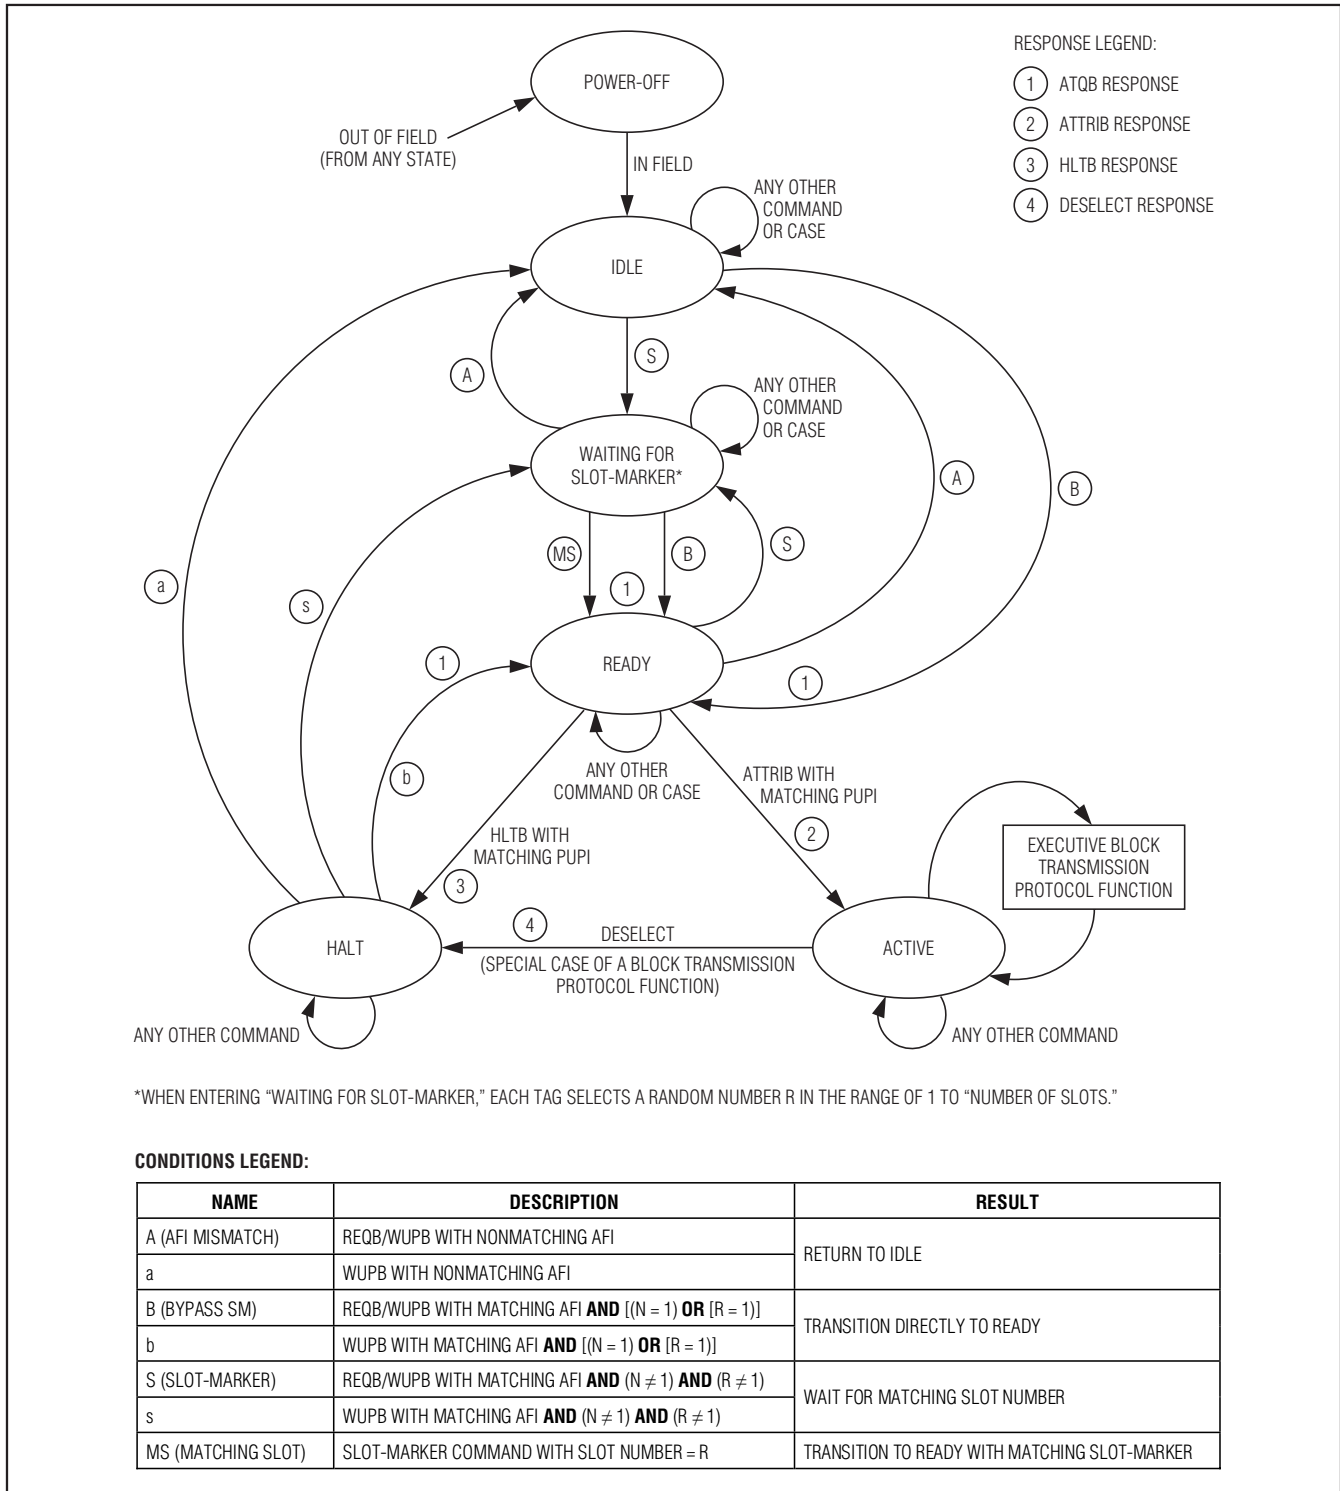 RESPONSE LEGEND:
1 ATQB RESPONSE
2 ATTRIB RESPONSE
3 HLTB RESPONSE
4 DESELECT RESPONSE
POWER-OFF
OUT OF FIELD
(FROM ANY STATE)
IN FIELD
ANY OTHER
COMMAND
OR CASE
IDLE
A
S
ANY OTHER
COMMAND
OR CASE
WAITING FOR
SLOT-MARKER*
A
B
MS
B
S
1
a
s
1
READY
1
b
ANY OTHER
COMMAND OR CASE
ATTRIB WITH
MATCHING PUPI
2
HLTB WITH
MATCHING PUPI
3
EXECUTIVE BLOCK
TRANSMISSION
PROTOCOL FUNCTION
HALT
4
DESELECT
(SPECIAL CASE OF A BLOCK TRANSMISSION
PROTOCOL FUNCTION)
ACTIVE
ANY OTHER COMMAND
ANY OTHER COMMAND
*WHEN ENTERING “WAITING FOR SLOT-MARKER,” EACH TAG SELECTS A RANDOM NUMBER R IN THE RANGE OF 1 TO “NUMBER OF SLOTS.”
CONDITIONS LEGEND:
NAME DESCRIPTION RESULT
A (AFI MISMATCH) REQB/WUPB WITH NONMATCHING AFI RETURN TO IDLE
a WUPB WITH NONMATCHING AFI
B (BYPASS SM) REQB/WUPB WITH MATCHING AFI AND [(N = 1) OR [R = 1)] TRANSITION DIRECTLY TO READY
b WUPB WITH MATCHING AFI AND [(N = 1) OR [R = 1)]
S (SLOT-MARKER) REQB/WUPB WITH MATCHING AFI AND (N ≠ 1) AND (R ≠ 1) WAIT FOR MATCHING SLOT NUMBER
s WUPB WITH MATCHING AFI AND (N ≠ 1) AND (R ≠ 1)
MS (MATCHING SLOT) SLOT-MARKER COMMAND WITH SLOT NUMBER = R TRANSITION TO READY WITH MATCHING SLOT-MARKER